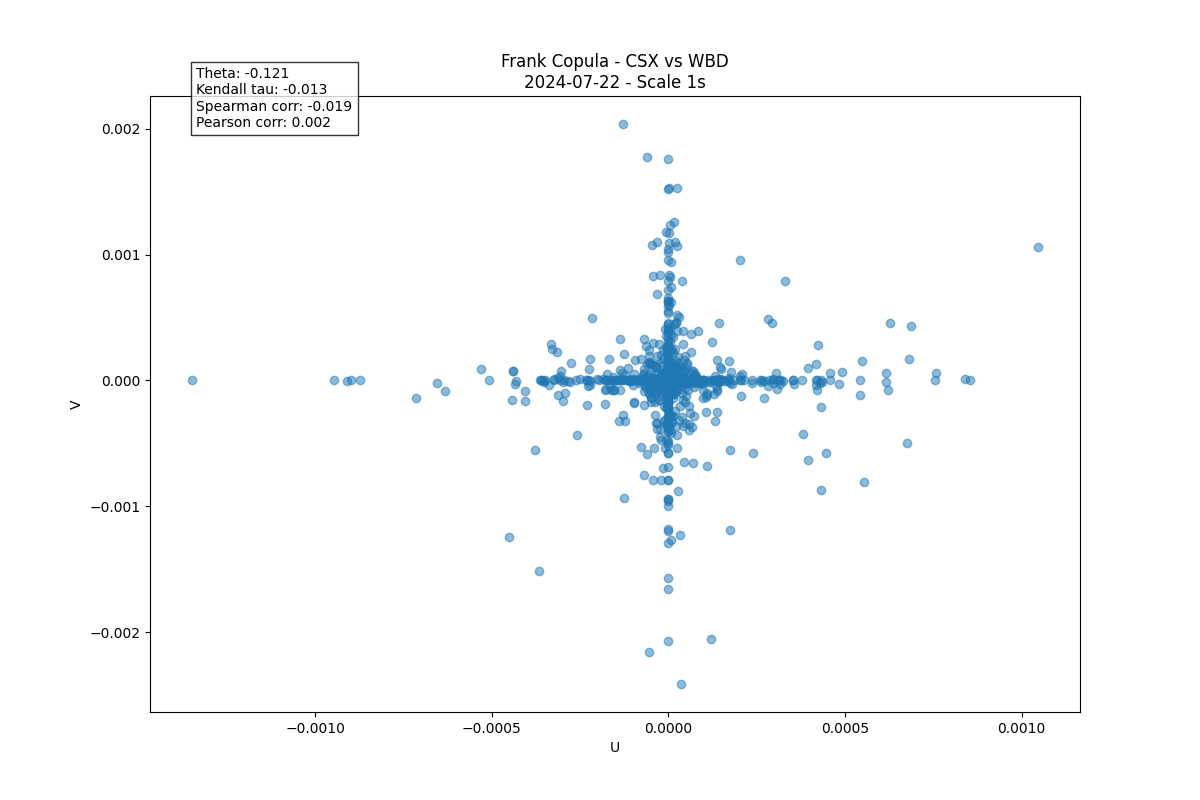 Frank Copula - CSX vs WBD
2024-07-22 - Scale 1s
Theta: -0.121
Kendall tau: -0.013
Spearman corr: -0.019
Pearson corr: 0.002
0.002
0.001
0.000
−0.001
−0.002
V
−0.0010
−0.0005
0.0000
0.0005
0.0010
U